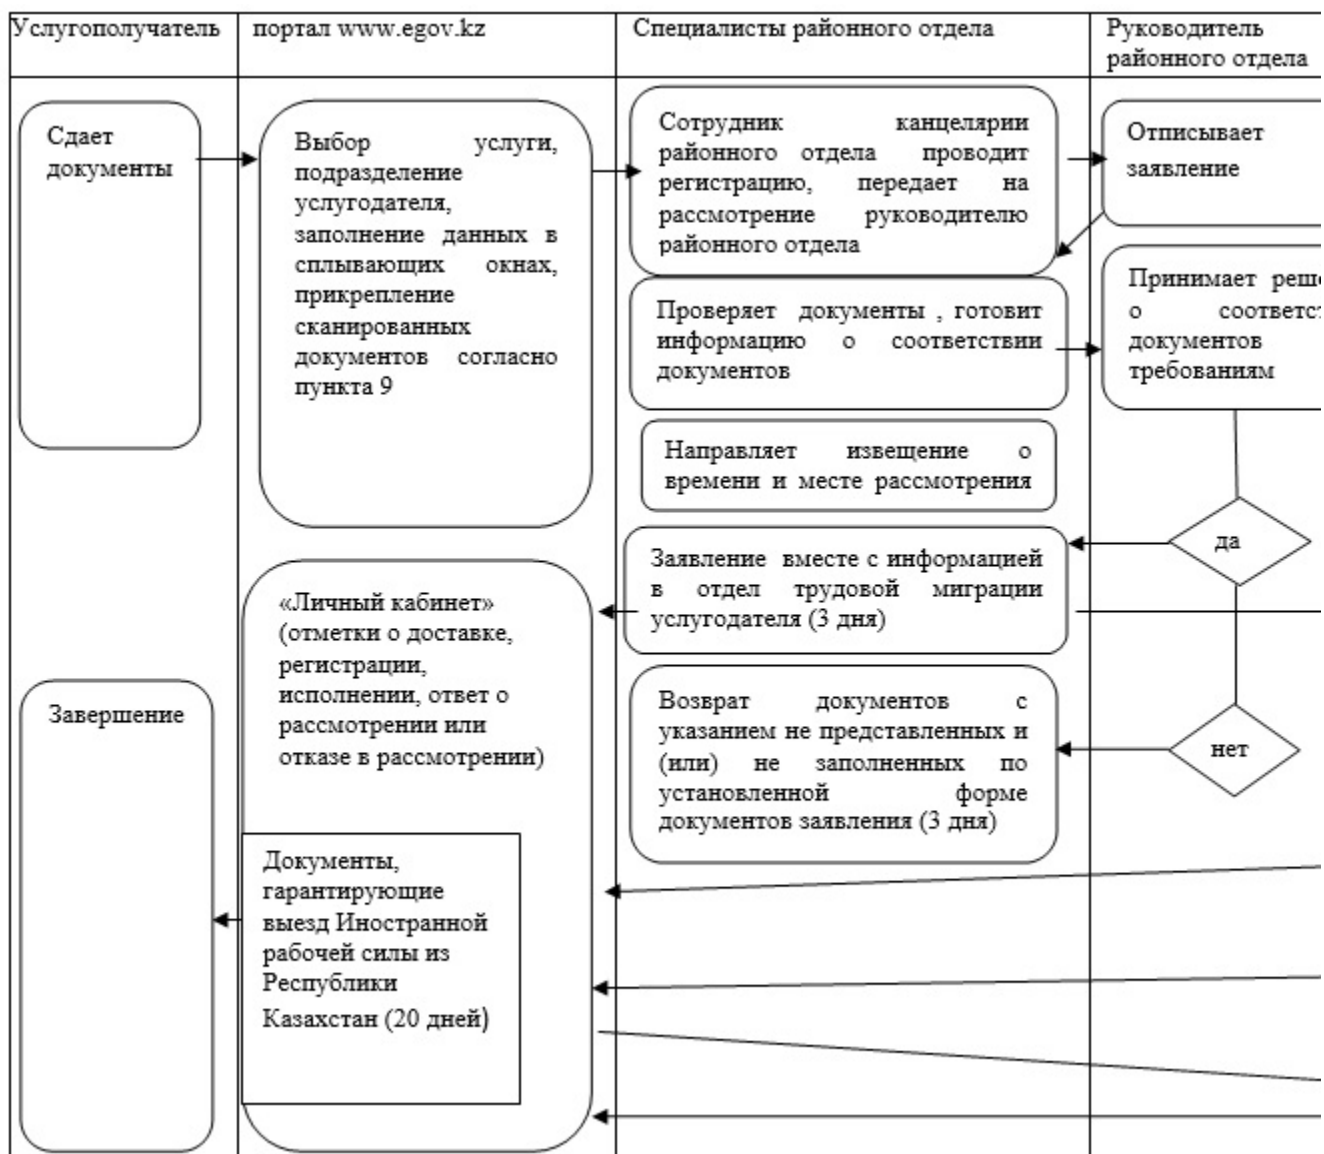 Услугополучатель
портал www.egov.kz
Специалисты районного отдела
Руководитель
районного отдела
Сдает
документы
Выбор услуги,
подразделение
услугодателя,
заполнение данных в
сплывающих окнах,
прикрепление
сканированных
документов согласно
пункта 9
Сотрудник канцелярии
районного отдела проводит
регистрацию, передает на
рассмотрение руководителю
районного отдела
Отписывает
заявление
Проверяет документы , готовит
информацию о соответствии
документов
Принимает реше
о соответст
документов
требованиям
Направляет извещение о
времени и месте рассмотрения
да
Заявление вместе с информацией
в отдел трудовой миграции
услугодателя (3 дня)
«Личный кабинет»
(отметки о доставке,
регистрации,
исполнении, ответ о
рассмотрении или
отказе в рассмотрении)
Завершение
Возврат документов с
указанием не представленных и
(или) не заполненных по
установленной форме
документов заявления (3 дня)
нет
Документы,
гарантирующие
выезд Иностранной
рабочей силы из
Республики
Казахстан (20 дней)